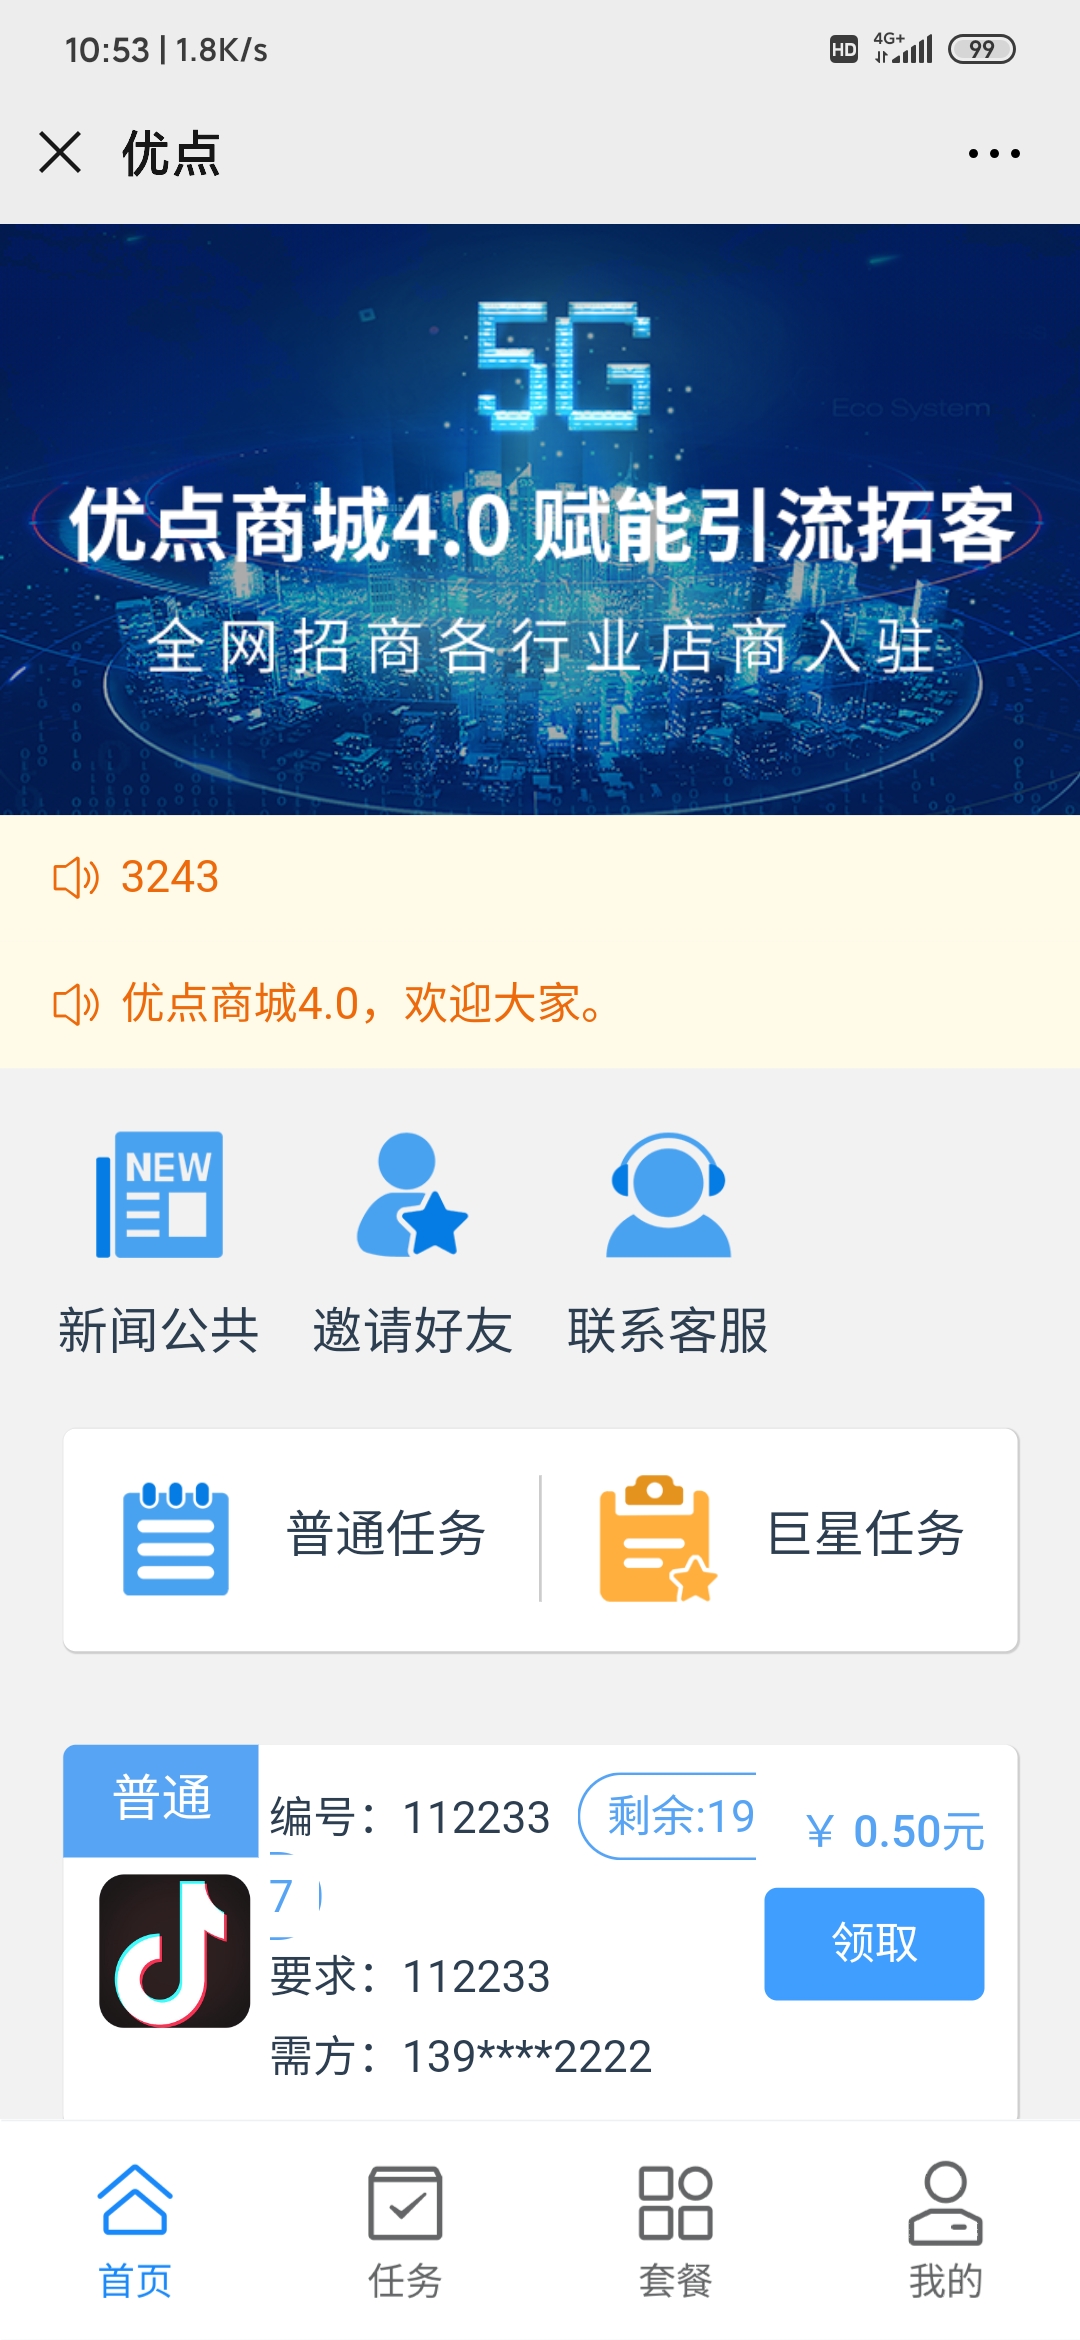 10:53 | 1.8K/s HD 4G+ 99
优点
5G
Eco System
优点商城4.0 赋能引流拓客
全网招商各行业店商入驻
3243
优点商城4.0，欢迎大家。
NEW
新闻公共 邀请好友 联系客服
普通任务 巨星任务
普通
编号：112233 剩余:19
7
¥ 0.50元
领取
要求：112233
需方：139****2222
首页 任务 套餐 我的